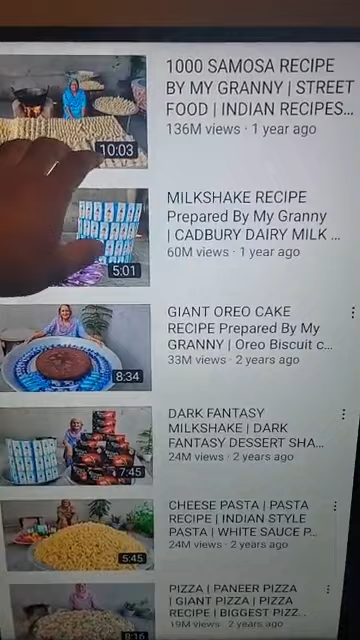 1000 SAMOSA RECIPE
BY MY GRANNY | STREET
FOOD | INDIAN RECIPES...
136M views · 1 year ago
10:03
MILKSHAKE RECIPE
Prepared By My Granny
| CADBURY DAIRY MILK ...
60M views · 1 year ago
5:01
GIANT OREO CAKE
RECIPE Prepared By My
GRANNY | Oreo Biscuit c...
33M views · 2 years ago
8:34
DARK FANTASY
MILKSHAKE | DARK
FANTASY DESSERT SHA...
24M views · 2 years ago
7:45
CHEESE PASTA | PASTA
RECIPE | INDIAN STYLE
PASTA | WHITE SAUCE P...
24M views · 2 years ago
5:45
PIZZA | PANEER PIZZA
| GIANT PIZZA | PIZZA
RECIPE | BIGGEST PIZZ...
19M views · 2 years ago
8:16